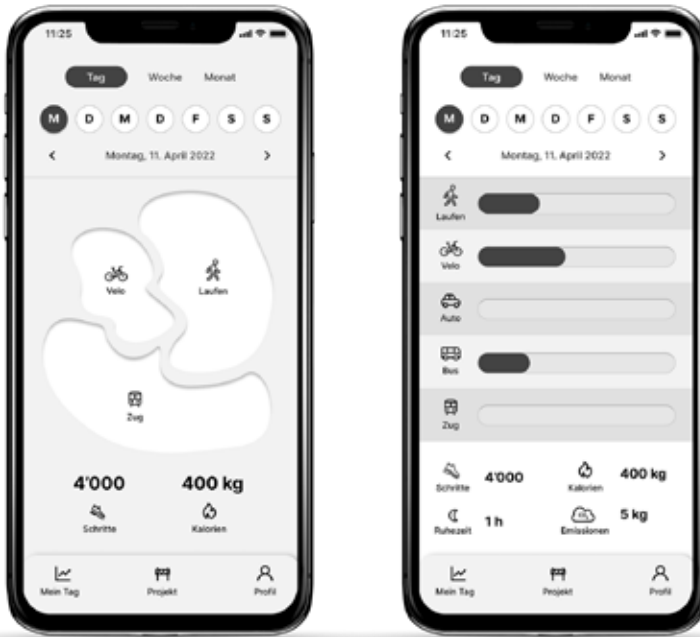 11:25
Tag Woche Monat
M D M D F S S
Montag, 11. April 2022
Velo
Laufen
Zug
4'000 400 kg
Schritte Kalorien
Mein Tag Projekt Profil
11:25
Tag Woche Monat
M D M D F S S
Montag, 11. April 2022
Laufen
Velo
Auto
Bus
Zug
4'000 400 kg
Schritte Kalorien
1 h 5 kg
Ruhezeit Emissionen
Mein Tag Projekt Profil